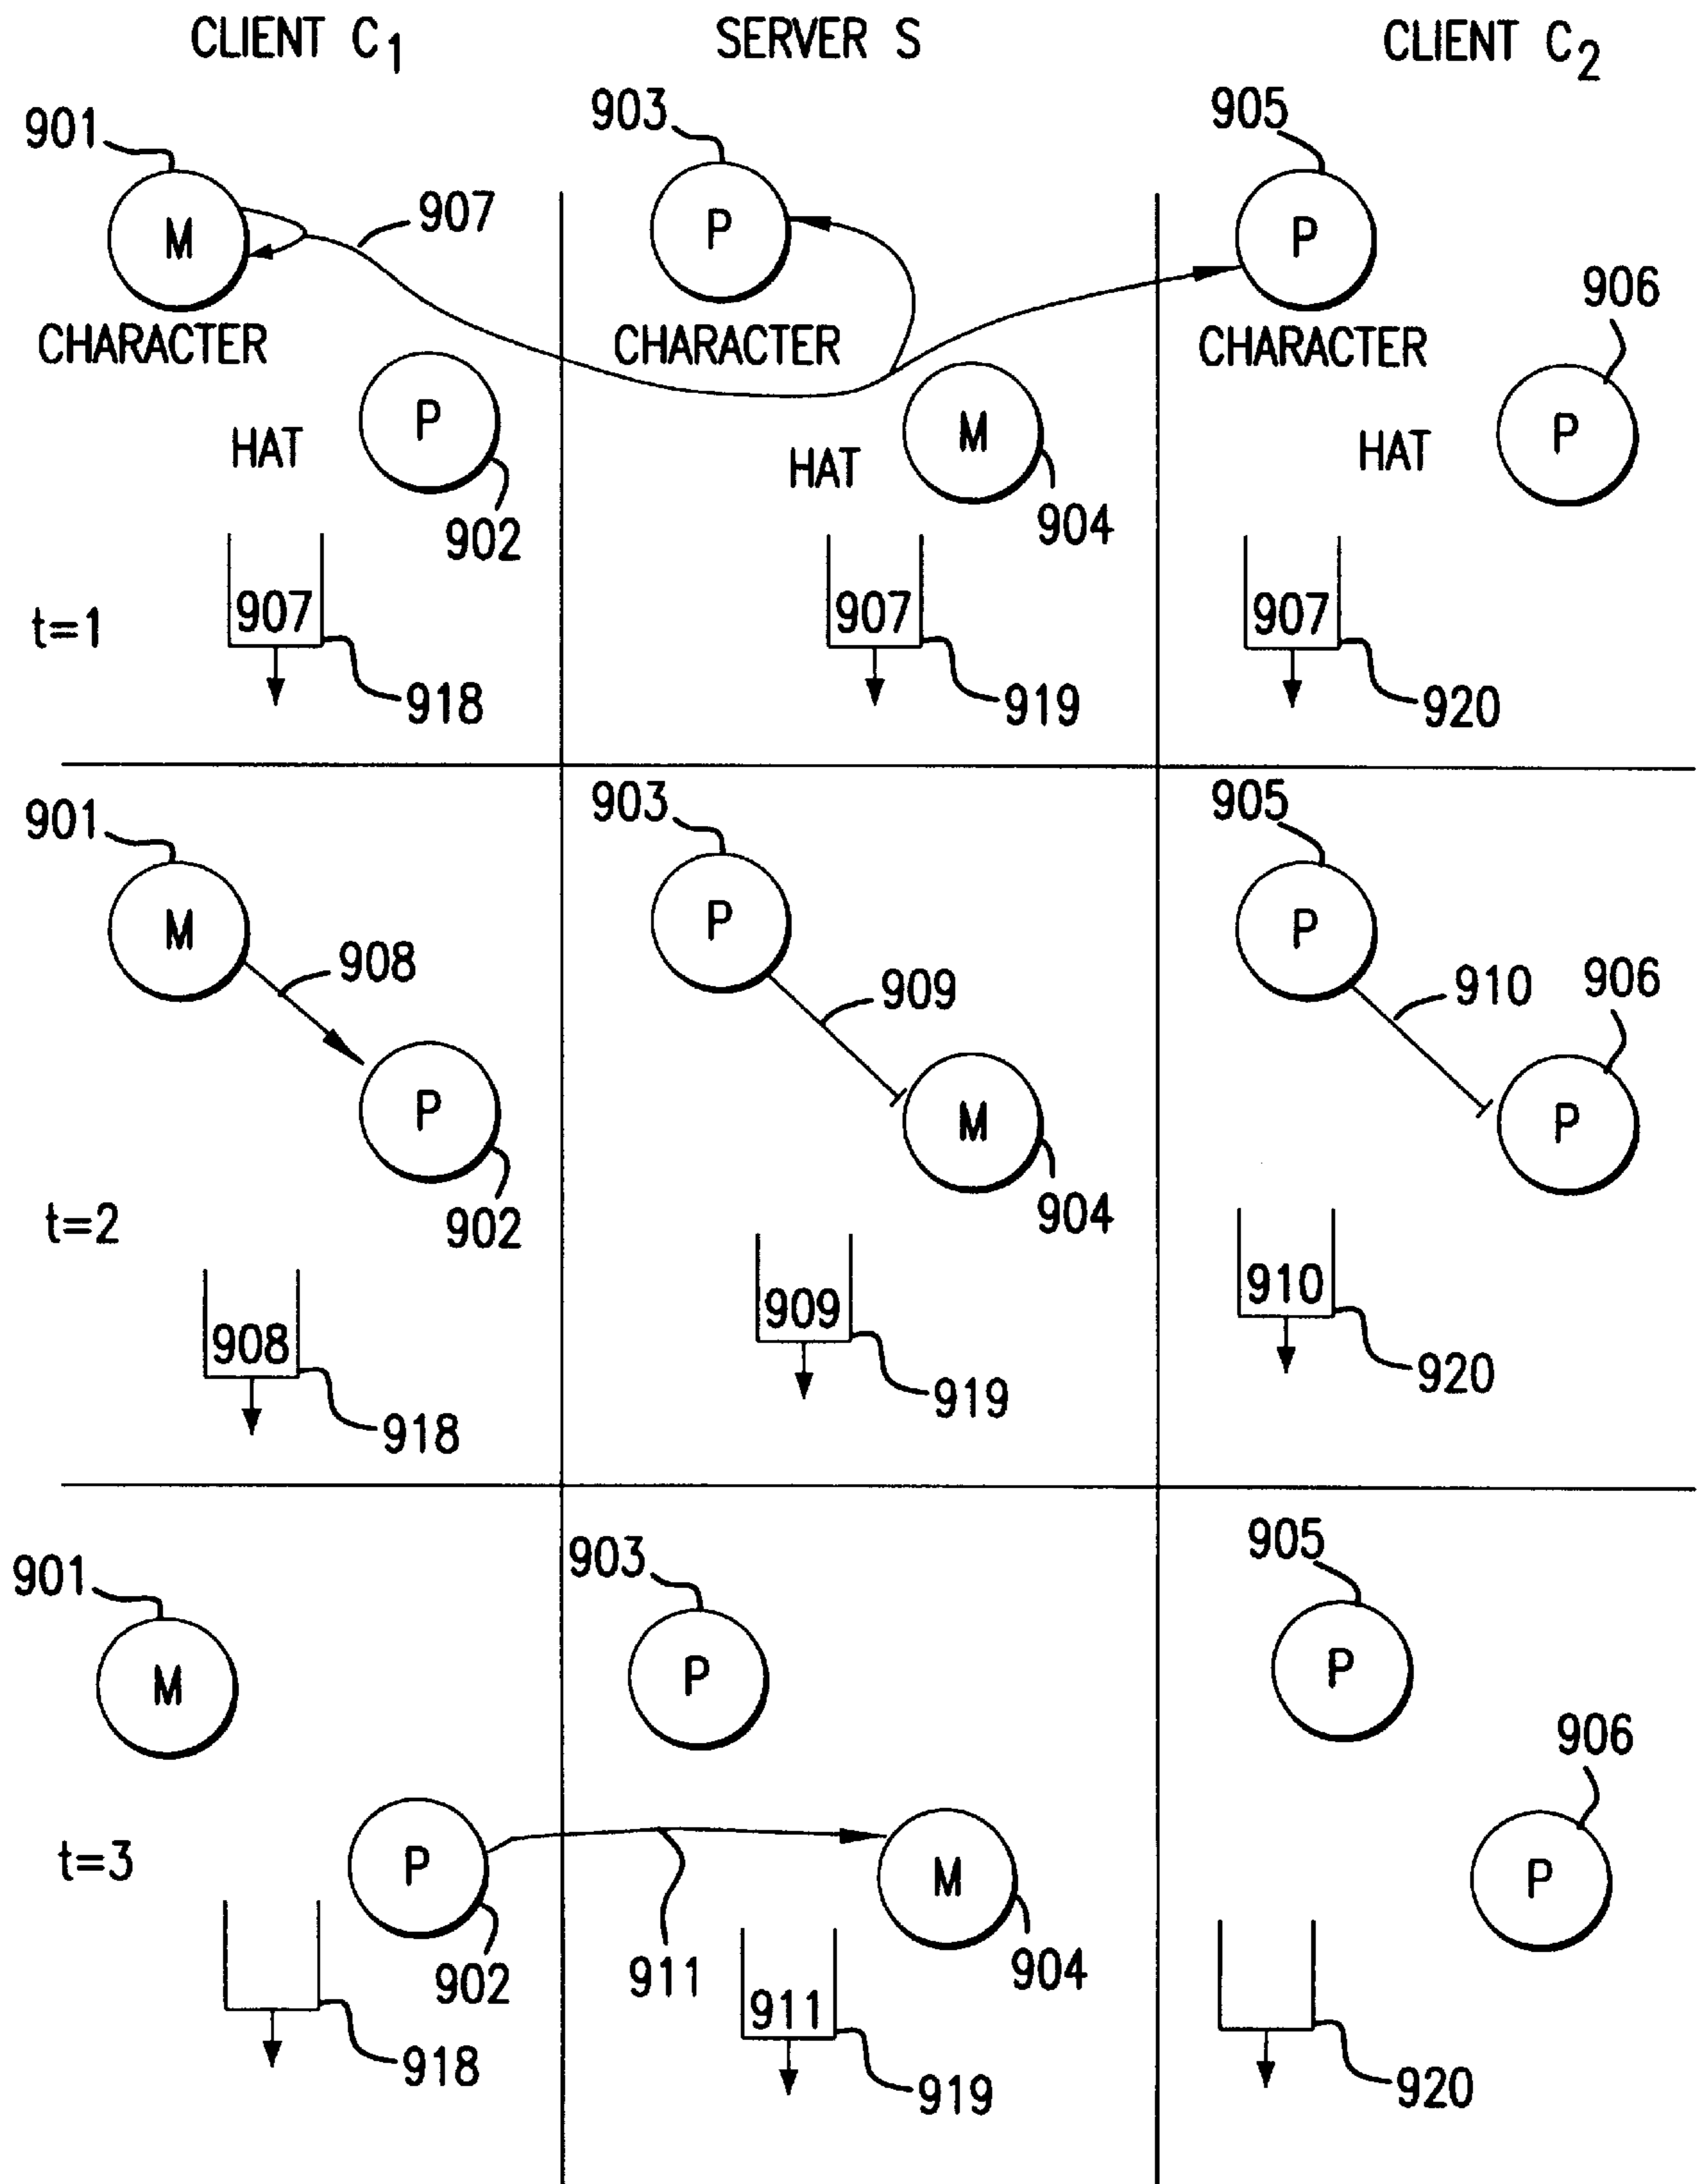 CLIENT C1 SERVER S CLIENT C2
901 903 905
M 907 P P 906
CHARACTER CHARACTER CHARACTER
HAT P HAT M HAT P
902 904
t=1 907 907 907
918 919 920
901 903 905
M 908 P 909 P 910 906
P M P
902 904
t=2 908 909 910
918 919 920
901 903 905
M P P 906
t=3 P M P
902 911 904
911
918 919 920